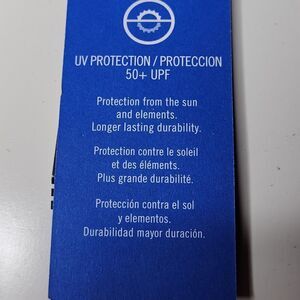 UV PROTECTION / PROTECCION
50+ UPF
Protection from the sun
and elements.
Longer lasting durability.
Protection contre le soleil
et des éléments.
Plus grande durabilité.
Protección contra el sol
y elementos.
Durabilidad mayor duración.